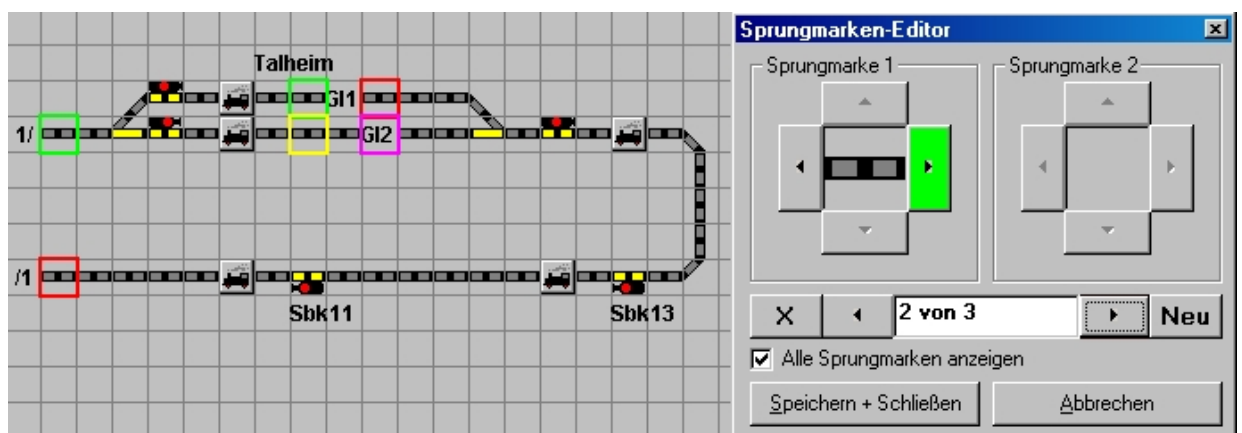 Talheim
Gl1
1/
Gl2
/1
Sbk11
Sbk13
Sprungmarken-Editor
Sprungmarke 1
Sprungmarke 2
X
2 von 3
Neu
Alle Sprungmarken anzeigen
Speichern + Schließen
Abbrechen